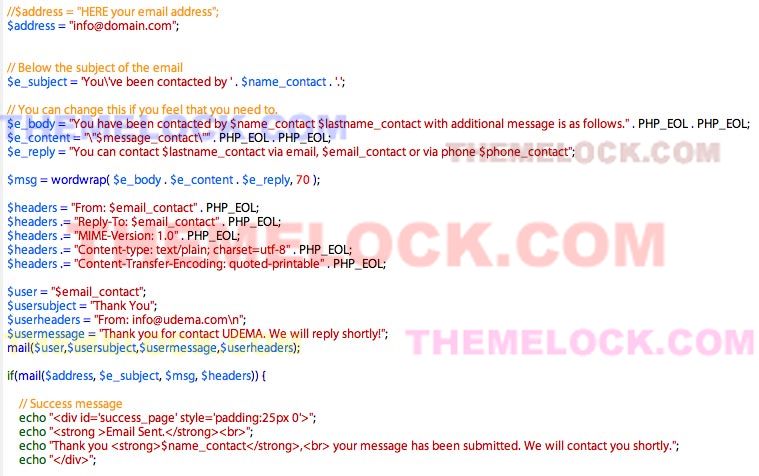 //$address = "HERE your email address";
$address = "info@domain.com";
// Below the subject of the email
$e_subject = 'You\'ve been contacted by ' . $name_contact . '.';
// You can change this if you feel that you need to.
$e_body = "You have been contacted by $name_contact $lastname_contact with additional message is as follows." . PHP_EOL . PHP_EOL;
THEMELOCK.COM
$e_content = "\"$message_contact\"" . PHP_EOL . PHP_EOL;
$e_reply = "You can contact $lastname_contact via email, $email_contact or via phone $phone_contact";
THEMELOCK.COM
$msg = wordwrap( $e_body . $e_content . $e_reply, 70 );
$headers = "From: $email_contact" . PHP_EOL;
$headers .= "Reply-To: $email_contact" . PHP_EOL;
$headers .= "MIME-Version: 1.0" . PHP_EOL;
$headers .= "Content-type: text/plain; charset=utf-8" . PHP_EOL;
$headers .= "Content-Transfer-Encoding: quoted-printable" . PHP_EOL;
THEMELOCK.COM
$user = "$email_contact";
$usersubject = "Thank You";
$userheaders = "From: info@udema.com\n";
$usermessage = "Thank you for contact UDEMA. We will reply shortly!";
mail($user,$usersubject,$usermessage,$userheaders);
THEMELOCK.COM
if(mail($address, $e_subject, $msg, $headers)) {
// Success message
echo "<div id='success_page' style='padding:25px 0'>";
echo "<strong >Email Sent.</strong><br>";
echo "Thank you <strong>$name_contact</strong>,<br> your message has been submitted. We will contact you shortly.";
echo "</div>";